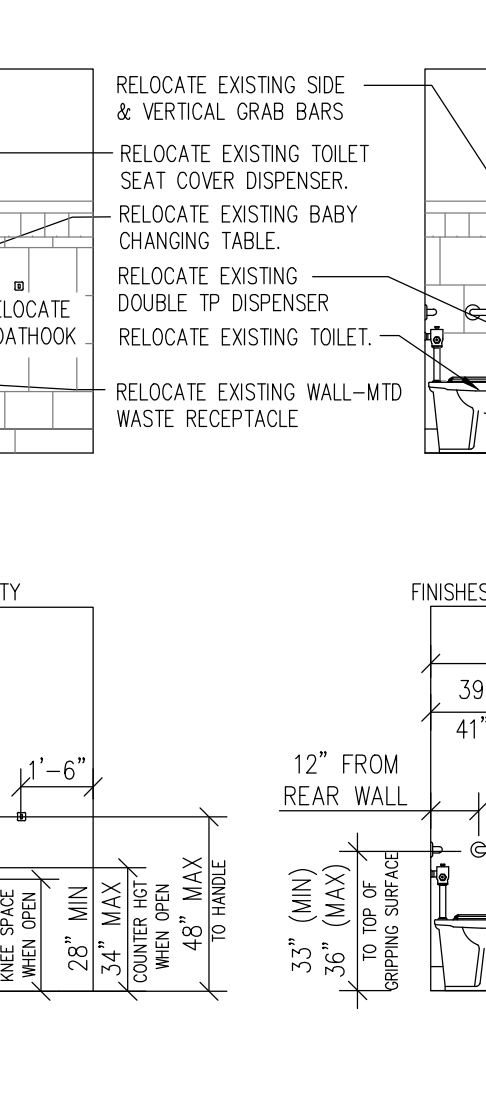 RELOCATE EXISTING SIDE
& VERTICAL GRAB BARS
RELOCATE EXISTING TOILET
SEAT COVER DISPENSER.
RELOCATE EXISTING BABY
CHANGING TABLE.
RELOCATE EXISTING
DOUBLE TP DISPENSER
RELOCATE EXISTING TOILET.
RELOCATE EXISTING WALL-MTD
WASTE RECEPTACLE
ELOCATE
OATHOOK
TY
1'-6"
KNEE SPACE
WHEN OPEN
28" MIN
34" MAX
COUNTER HGT
WHEN OPEN
48" MAX
TO HANDLE
FINISHES
39
41"
12" FROM
REAR WALL
33" (MIN)
36" (MAX)
TO TOP OF
GRIPPING SURFACE